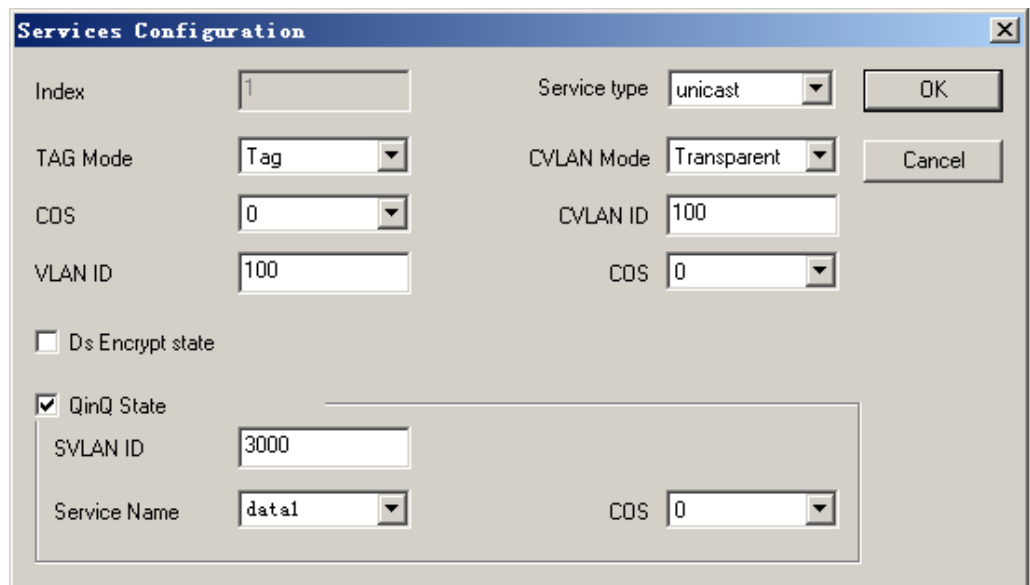 Services Configuration
Index 1 Service type unicast OK
TAG Mode Tag CVLAN Mode Transparent Cancel
COS 0 CVLAN ID 100
VLAN ID 100 COS 0
Ds Encrypt state
QinQ State
SVLAN ID 3000
Service Name data1 COS 0